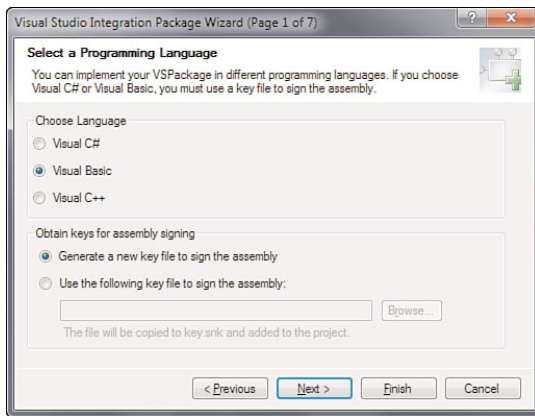 Visual Studio Integration Package Wizard (Page 1 of 7)
Select a Programming Language
You can implement your VSPackage in different programming languages. If you choose
Visual C# or Visual Basic, you must use a key file to sign the assembly.
Choose Language
Visual C#
Visual Basic
Visual C++
Obtain keys for assembly signing
Generate a new key file to sign the assembly
Use the following key file to sign the assembly:
Browse...
The file will be copied to key.snk and added to the project.
< Previous
Next >
Finish
Cancel